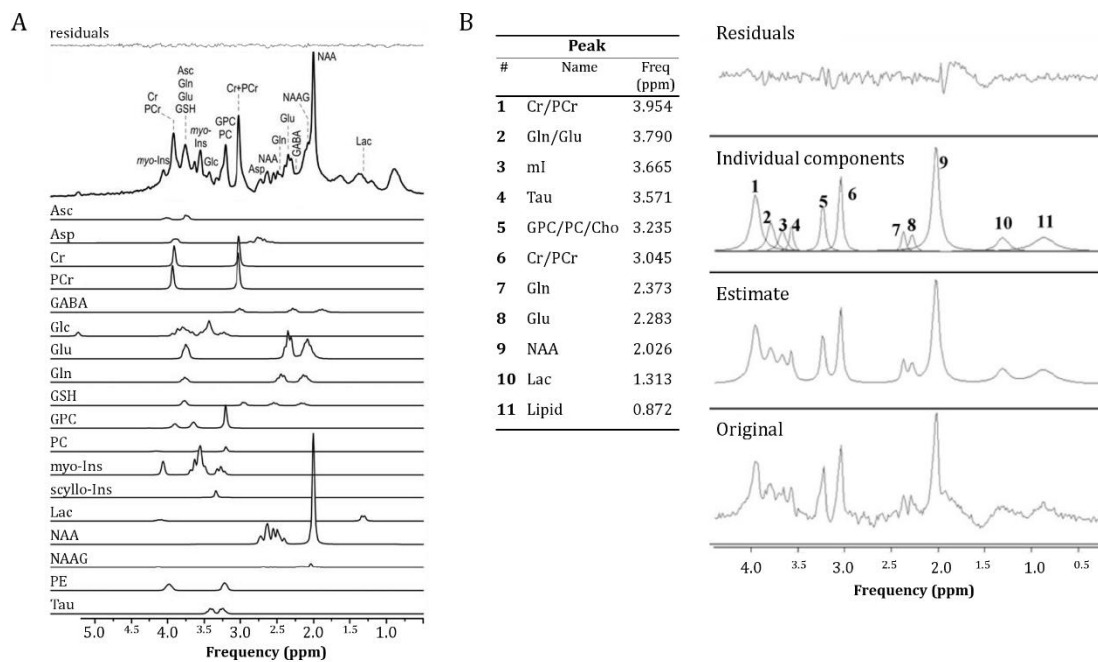 A
residuals
NAA
Asc
Gln
Glu
GSH
Cr
PCr
Cr+PCr
NAAG
GPC
PC
myo-
Ins
Glu
Gln
GABA
Lac
myo-Ins
Glc
Asp
NAA
Asc
Asp
Cr
PCr
GABA
Glc
Glu
Gln
GSH
GPC
PC
myo-Ins
scyllo-Ins
Lac
NAA
NAAG
PE
Tau
5.0 4.5 4.0 3.5 3.0 2.5 2.0 1.5 1.0
Frequency (ppm)
B
Peak
# Name Freq (ppm)
1 Cr/PCr 3.954
2 Gln/Glu 3.790
3 mI 3.665
4 Tau 3.571
5 GPC/PC/Cho 3.235
6 Cr/PCr 3.045
7 Gln 2.373
8 Glu 2.283
9 NAA 2.026
10 Lac 1.313
11 Lipid 0.872
Residuals
Individual components
1 2 3 4 5 6 7 8 9 10 11
Estimate
Original
4.0 3.5 3.0 2.5 2.0 1.5 1.0 0.5
Frequency (ppm)